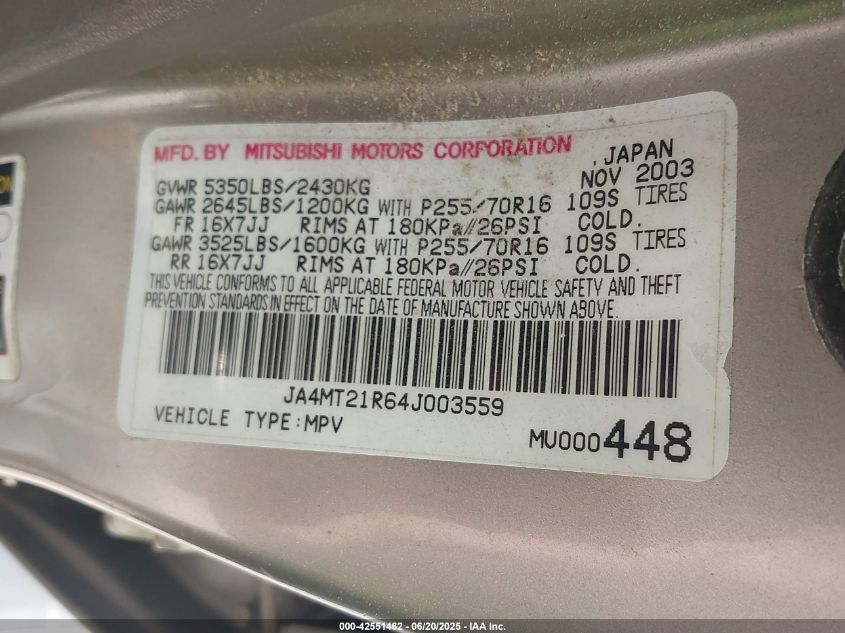 MFD. BY MITSUBISHI MOTORS CORPORATION , JAPAN
GVWR 5350LBS/2430KG NOV 2003
GAWR 2645LBS/1200KG WITH P255/70R16 109S TIRES
FR 16X7JJ RIMS AT 180KPa//26PSI COLD.
GAWR 3525LBS/1600KG WITH P255/70R16 109S TIRES
RR 16X7JJ RIMS AT 180KPa//26PSI COLD.
THIS VEHICLE CONFORMS TO ALL APPLICABLE FEDERAL MOTOR VEHICLE SAFETY AND THEFT
PREVENTION STANDARDS IN EFFECT ON THE DATE OF MANUFACTURE SHOWN ABOVE.
JA4MT21R64J003559
VEHICLE TYPE:MPV
MU000448
000-42551462 - 06/20/2025 - IAA Inc.